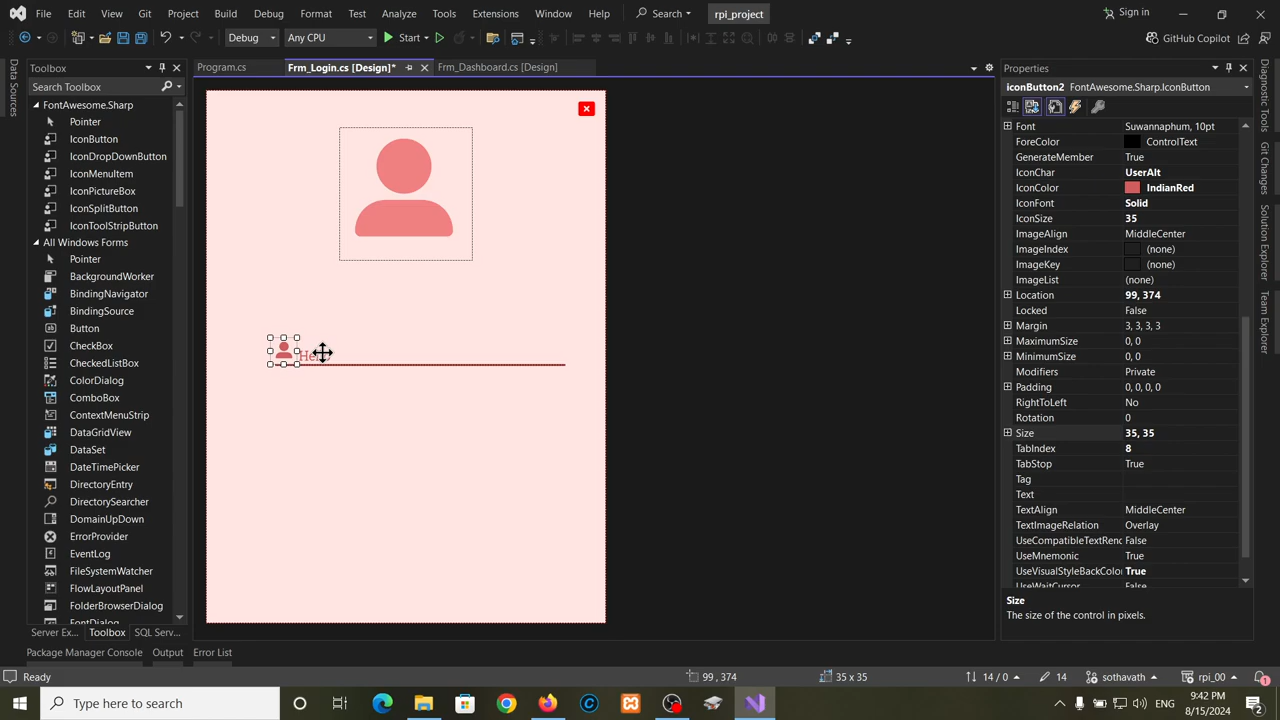 File Edit View Git Project Build Debug Format Test Analyze Tools Extensions Window Help Search rpi_project Sign in
Debug Any CPU Start GitHub Copilot
Data Sources
Toolbox
Search Toolbox
FontAwesome.Sharp
Pointer
IconButton
IconDropDownButton
IconMenuItem
IconPictureBox
IconSplitButton
IconToolStripButton
All Windows Forms
Pointer
BackgroundWorker
BindingNavigator
BindingSource
Button
CheckBox
CheckedListBox
ColorDialog
ComboBox
ContextMenuStrip
DataGridView
DataSet
DateTimePicker
DirectoryEntry
DirectorySearcher
DomainUpDown
ErrorProvider
EventLog
FileSystemWatcher
FlowLayoutPanel
FolderBrowserDialog
Server Ex... Toolbox SQL Serv...
Program.cs Frm_Login.cs [Design]* Frm_Dashboard.cs [Design]
Properties
iconButton2 FontAwesome.Sharp.IconButton
Font Suwannaphum, 10pt
ForeColor ControlText
GenerateMember True
IconChar UserAlt
IconColor IndianRed
IconFont Solid
IconSize 35
ImageAlign MiddleCenter
ImageIndex (none)
ImageKey (none)
ImageList (none)
Location 99, 374
Locked False
Margin 3, 3, 3, 3
MaximumSize 0, 0
MinimumSize 0, 0
Modifiers Private
Padding 0, 0, 0, 0
RightToLeft No
Rotation 0
Size 35, 35
TabIndex 8
TabStop True
Tag
Text
TextAlign MiddleCenter
TextImageRelation Overlay
UseCompatibleTextRenc False
UseMnemonic True
UseVisualStyleBackColo True
Size
The size of the control in pixels.
Diagnostic Tools
Git Changes
Solution Explorer
Team Explorer
Package Manager Console Output Error List
Ready 99 , 374 35 x 35 14 / 0 14 sothavath rpi_00 1
Type here to search
9:42 PM
8/15/2024
2